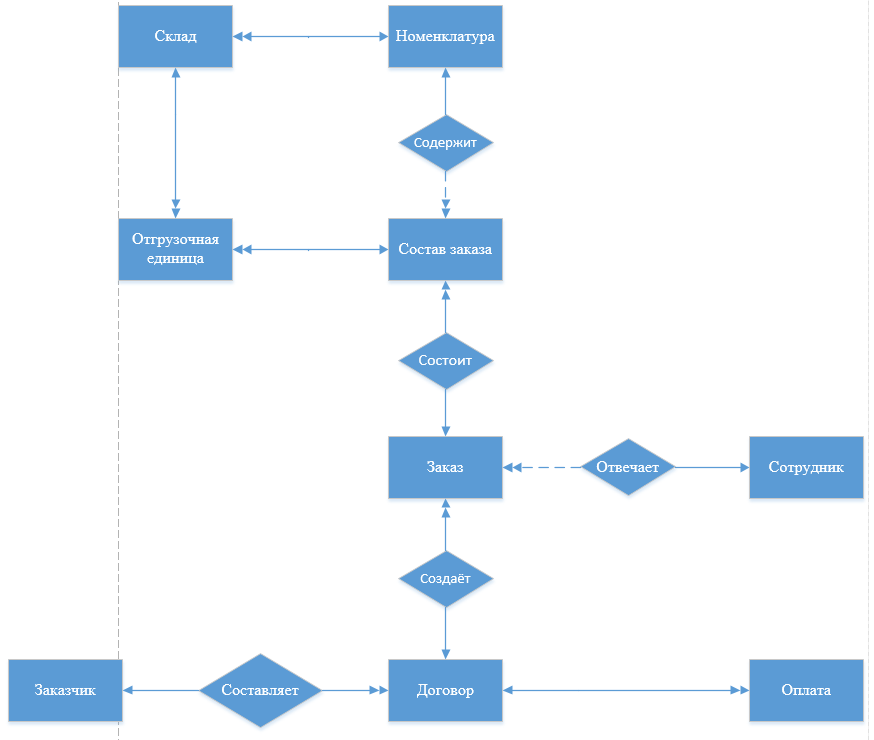 Склад
Номенклатура
Содержит
Отгрузочная
единица
Состав заказа
Состоит
Заказ
Отвечает
Сотрудник
Создаёт
Заказчик
Составляет
Договор
Оплата